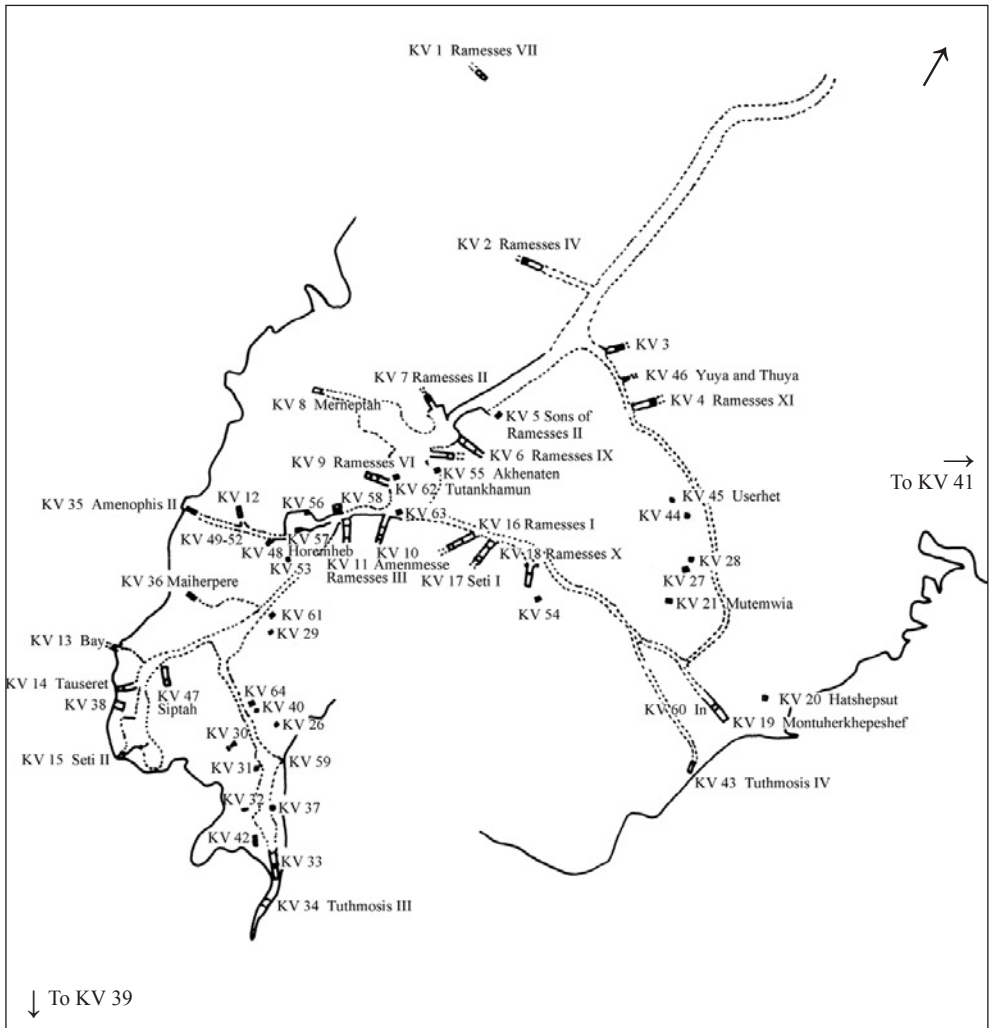 KV 1 Ramesses VII
KV 2 Ramesses IV
KV 3
KV 7 Ramesses II
KV 46 Yuya and Thuya
KV 8 Merneptah
KV 4 Ramesses XI
KV 5 Sons of
Ramesses II
KV 6 Ramesses IX
KV 9 Ramesses VI
KV 55 Akhenaten
→
To KV 41
KV 62
Tutankhamun
KV 35 Amenophis II
KV 12
KV 56
KV 58
KV 63
KV 45 Userhet
KV 44
KV 16 Ramesses I
KV 49-52
KV 57
Horemheb
KV 48
KV 53
KV 11
Ramesses III
KV 10
Amenmesse
KV 18 Ramesses X
KV 17 Seti I
KV 28
KV 27
KV 36 Maiherpere
KV 54
KV 21 Mutemwia
KV 61
KV 29
KV 13 Bay
KV 14 Tauseret
KV 47
Siptah
KV 38
KV 64
KV 40
KV 26
KV 20 Hatshepsut
KV 60 In
KV 19 Montuherkhepeshef
KV 30
KV 15 Seti II
KV 59
KV 31
KV 43 Tuthmosis IV
KV 32
KV 37
KV 42
KV 33
KV 34 Tuthmosis III
↓ To KV 39